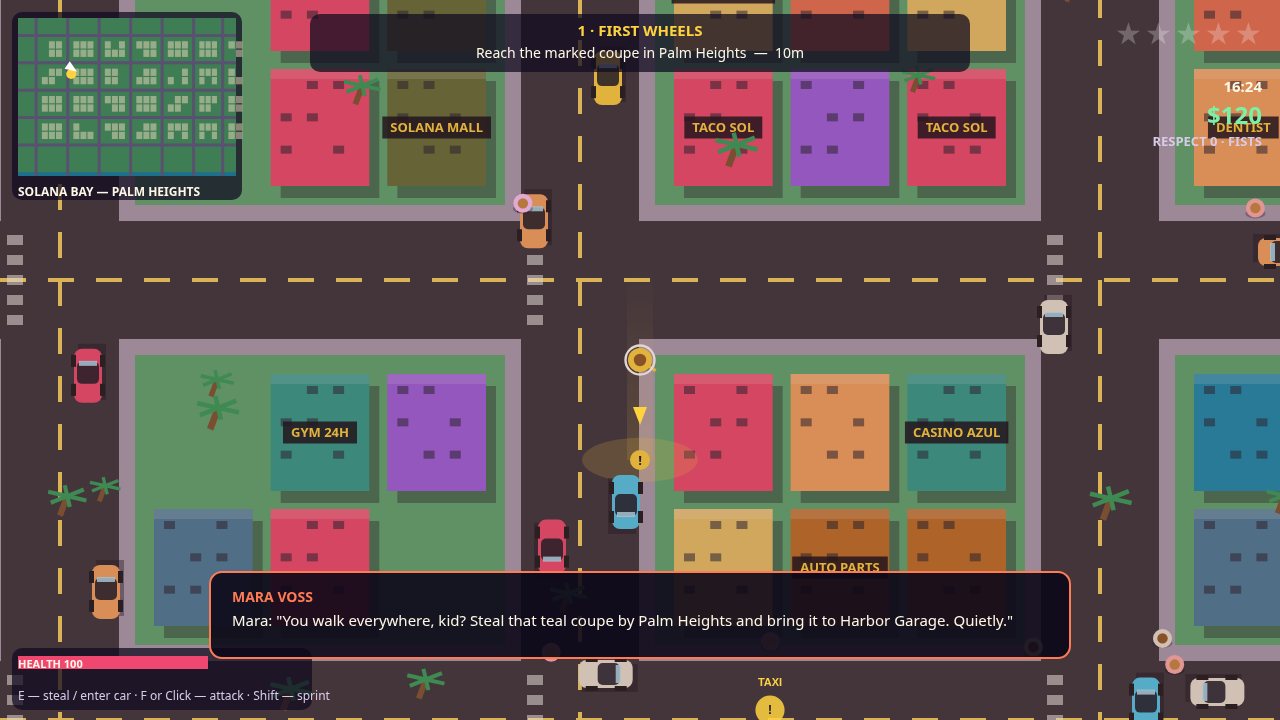 1 · FIRST WHEELS
Reach the marked coupe in Palm Heights — 10m
16:24
$120
RESPECT 0 · FISTS
SOLANA MALL
TACO SOL
TACO SOL
DENTIST
SOLANA BAY — PALM HEIGHTS
GYM 24H
CASINO AZUL
!
AUTO PARTS
MARA VOSS
Mara: "You walk everywhere, kid? Steal that teal coupe by Palm Heights and bring it to Harbor Garage. Quietly."
HEALTH 100
E — steal / enter car · F or Click — attack · Shift — sprint
TAXI
!